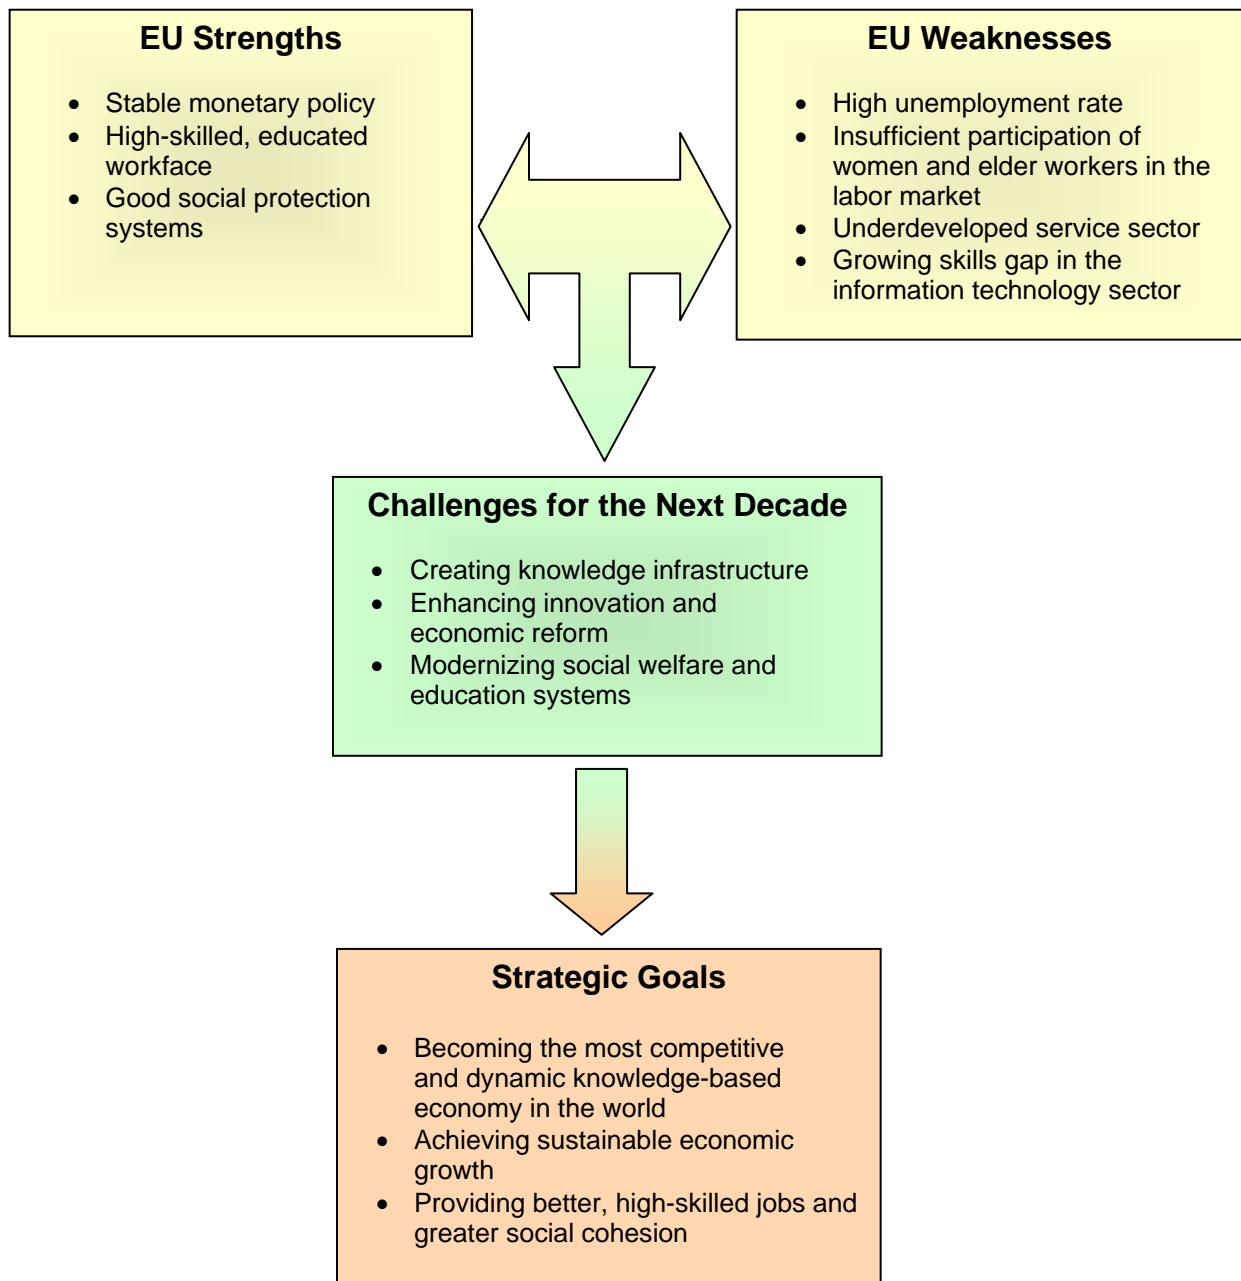 EU Strengths
• Stable monetary policy
• High-skilled, educated
workface
• Good social protection
systems
EU Weaknesses
• High unemployment rate
• Insufficient participation of
women and elder workers in the
labor market
• Underdeveloped service sector
• Growing skills gap in the
information technology sector
Challenges for the Next Decade
• Creating knowledge infrastructure
• Enhancing innovation and
economic reform
• Modernizing social welfare and
education systems
Strategic Goals
• Becoming the most competitive
and dynamic knowledge-based
economy in the world
• Achieving sustainable economic
growth
• Providing better, high-skilled jobs and
greater social cohesion